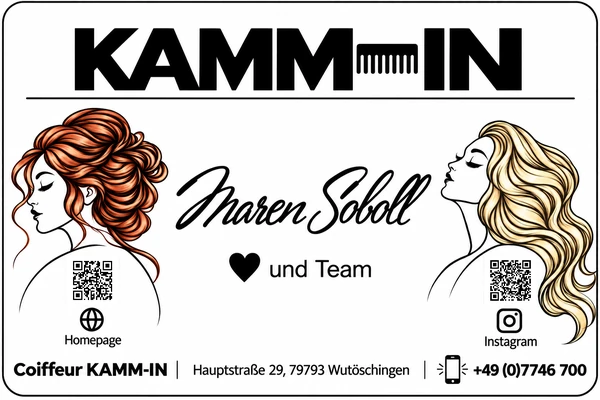 KAMM-IN
Maren Soboll
♥ und Team
Homepage
Instagram
Coiffeur KAMM-IN | Hauptstraße 29, 79793 Wutöschingen | +49 (0)7746 700